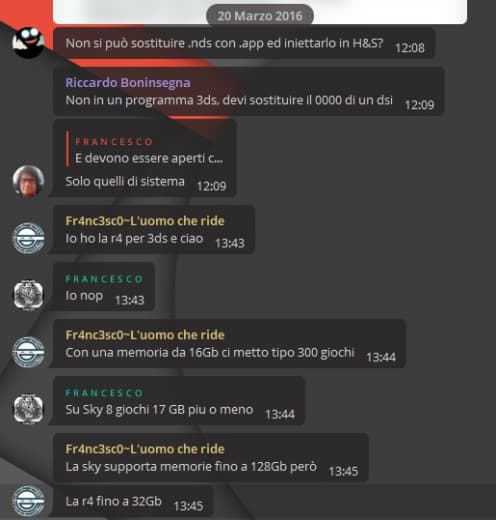 20 Marzo 2016
Non si può sostituire .nds con .app ed iniettarlo in H&S? 12:08
Riccardo Boninsegna
Non in un programma 3ds, devi sostituire il 0000 di un dsi 12:09
FRANCESCO
E devono essere aperti c...
Solo quelli di sistema 12:09
Fr4nc3sc0~L'uomo che ride
Io ho la r4 per 3ds e ciao 13:43
FRANCESCO
Io nop 13:43
Fr4nc3sc0~L'uomo che ride
Con una memoria da 16Gb ci metto tipo 300 giochi 13:44
FRANCESCO
Su Sky 8 giochi 17 GB piu o meno 13:44
Fr4nc3sc0~L'uomo che ride
La sky supporta memorie fino a 128Gb però 13:45
La r4 fino a 32Gb 13:45